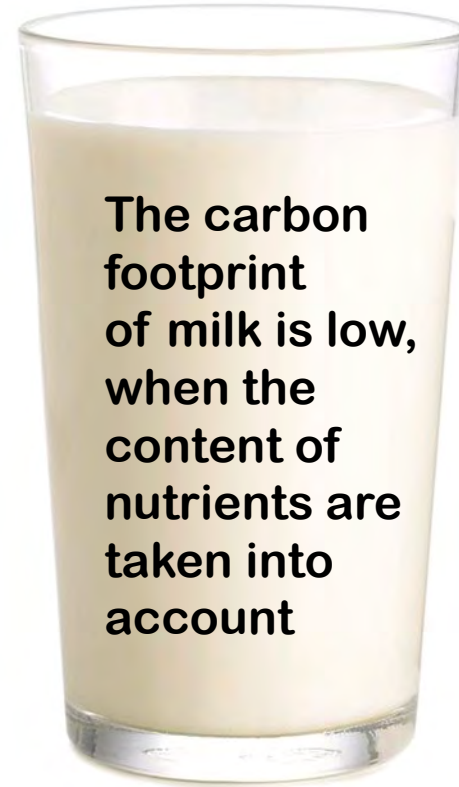 The carbon
footprint
of milk is low,
when the
content of
nutrients are
taken into
account